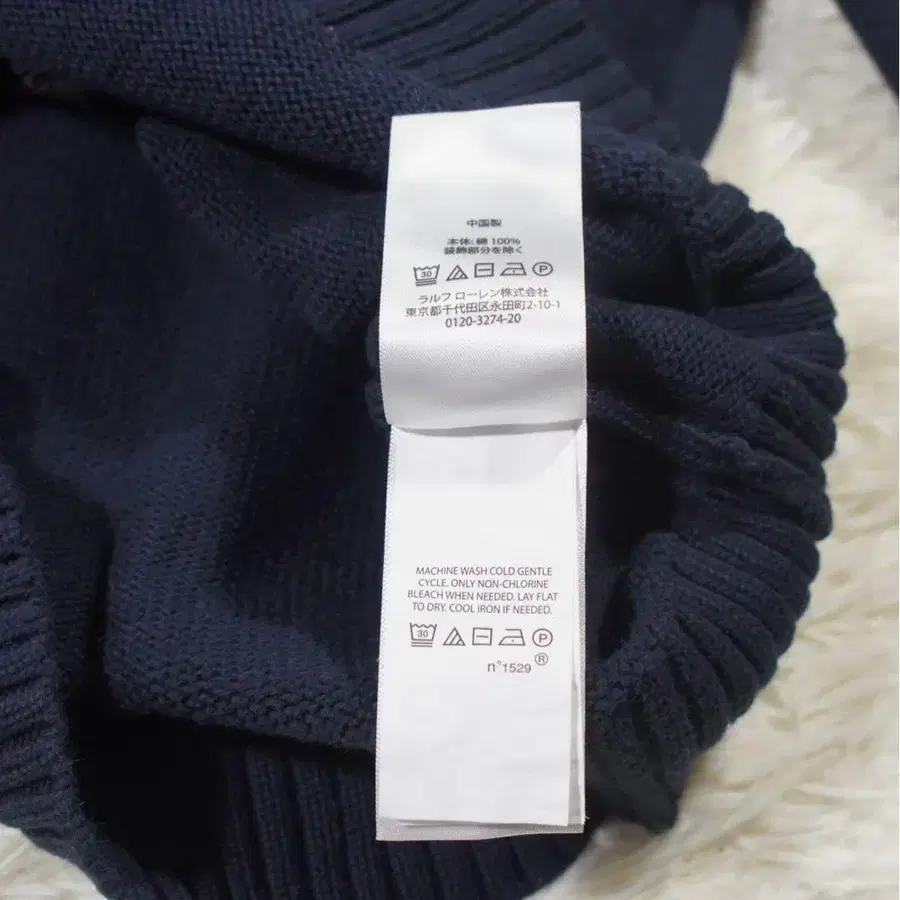 中国製
本体: 綿 100%
装飾部分を除く
30 P
ラルフ ローレン株式会社
東京都千代田区永田町2-10-1
0120-3274-20
MACHINE WASH COLD GENTLE
CYCLE. ONLY NON-CHLORINE
BLEACH WHEN NEEDED. LAY FLAT
TO DRY. COOL IRON IF NEEDED.
30 P
n°1529 ®